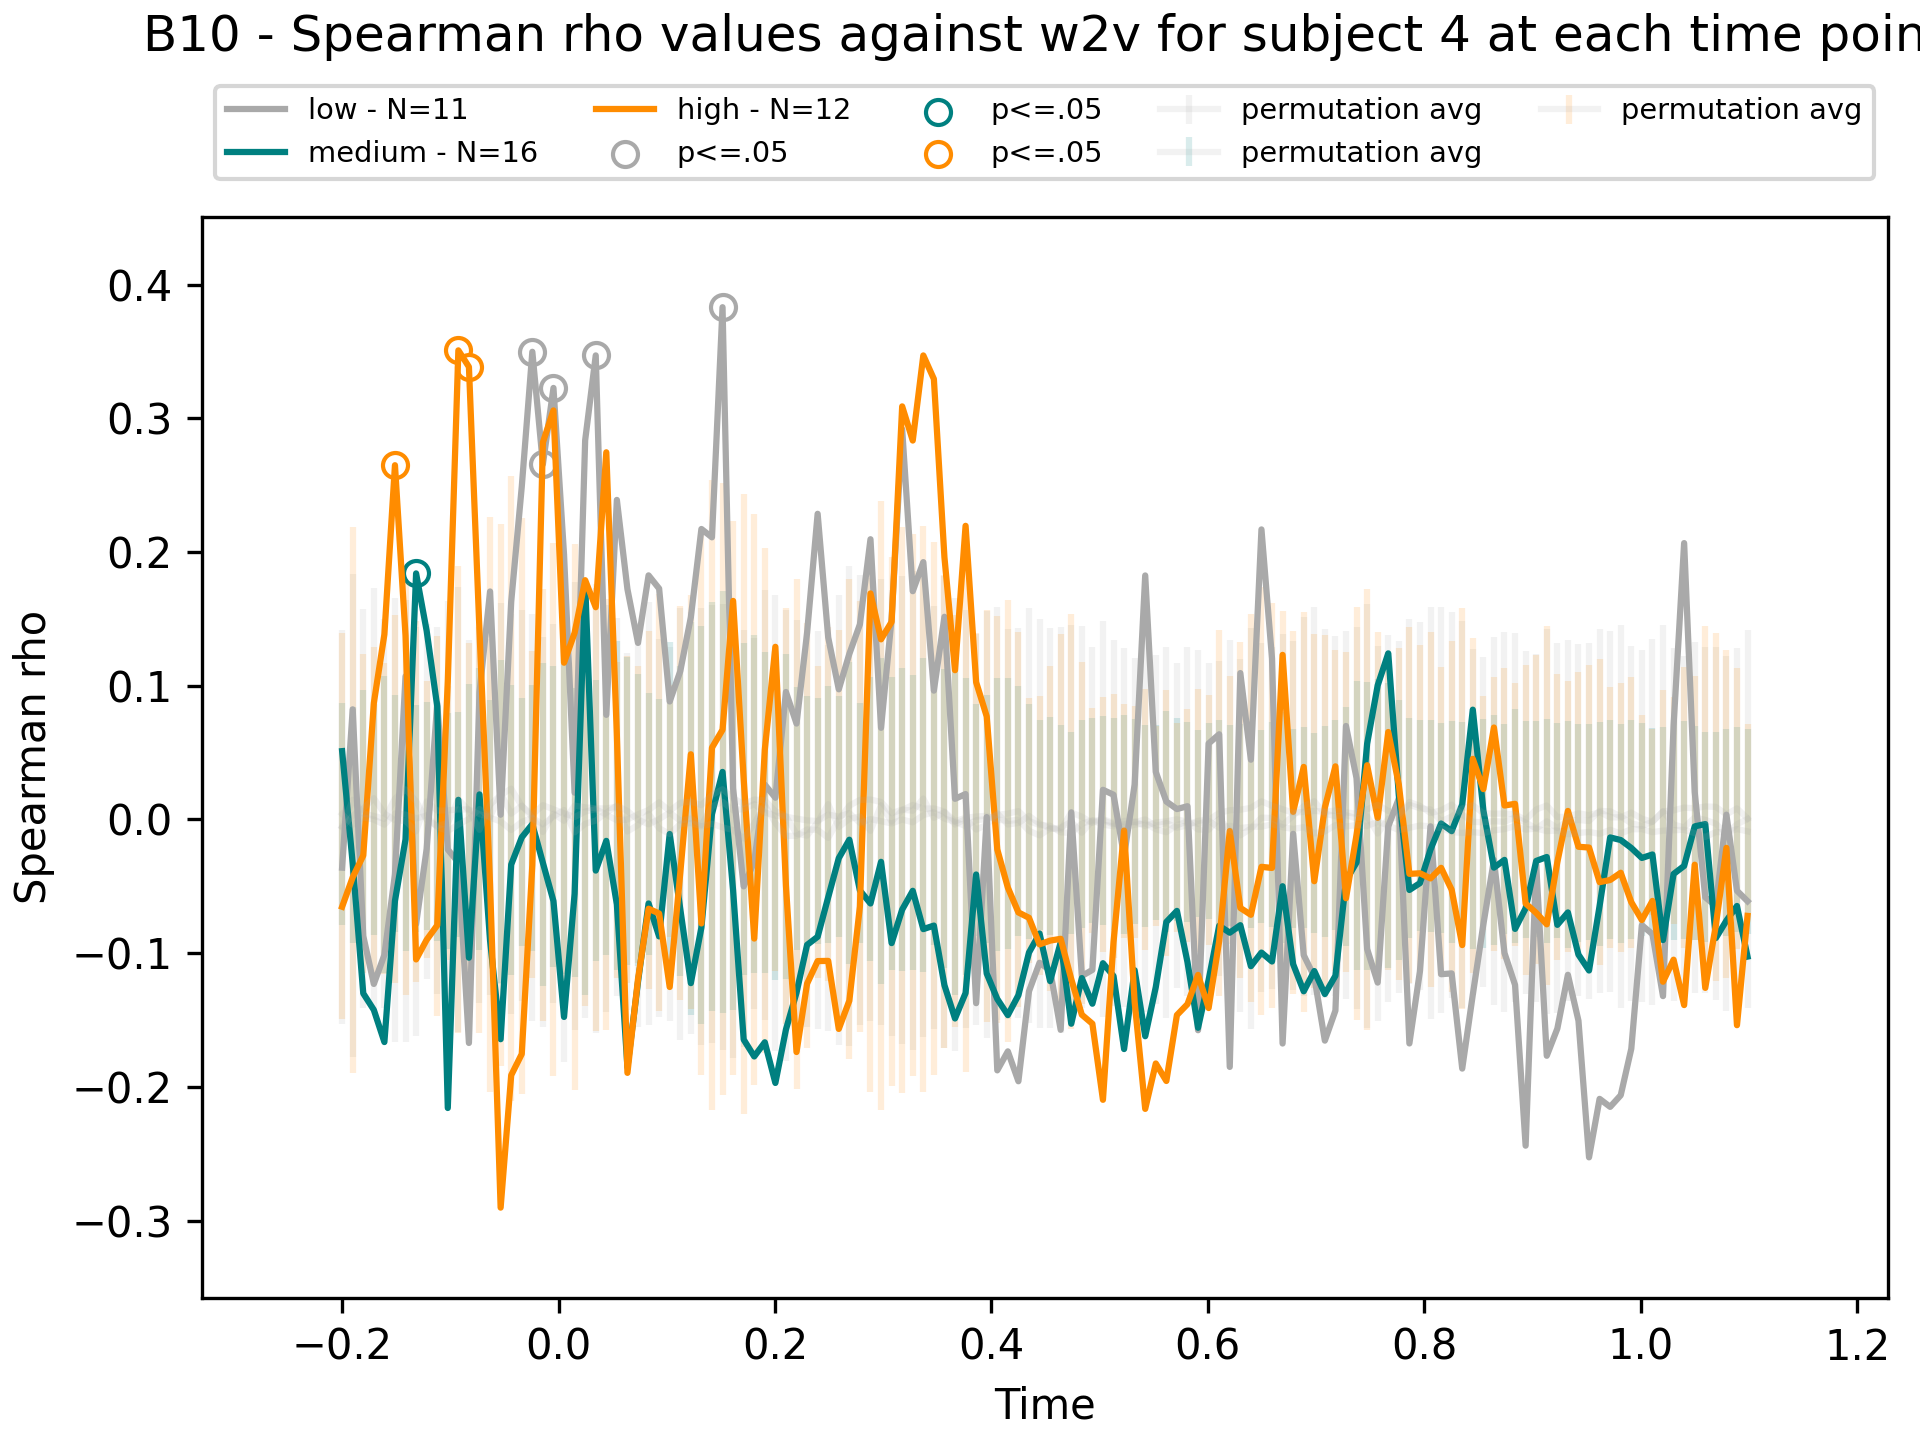 B10 - Spearman rho values against w2v for subject 4 at each time poin
low - N=11
medium - N=16
high - N=12
p<=.05
p<=.05
p<=.05
permutation avg
permutation avg
permutation avg
Spearman rho
0.4
0.3
0.2
0.1
0.0
−0.1
−0.2
−0.3
−0.2 0.0 0.2 0.4 0.6 0.8 1.0 1.2
Time